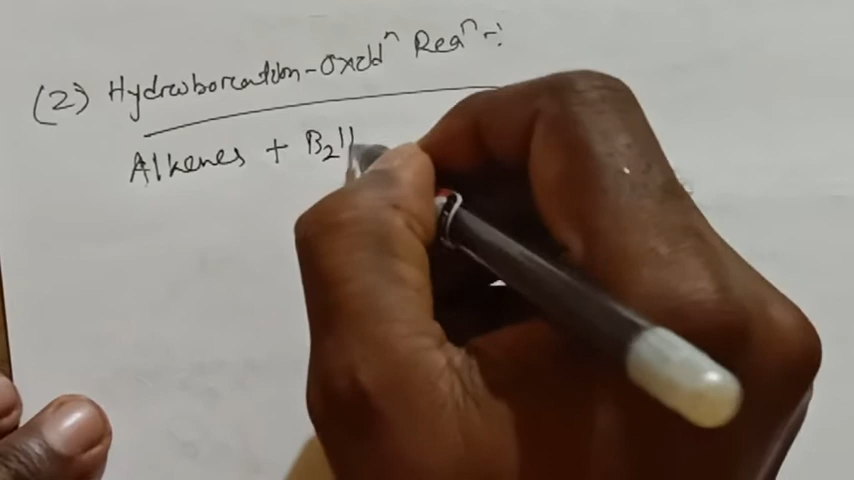 (2) Hydroboration-Oxidⁿ Reaⁿ :-
Alkenes + B₂H